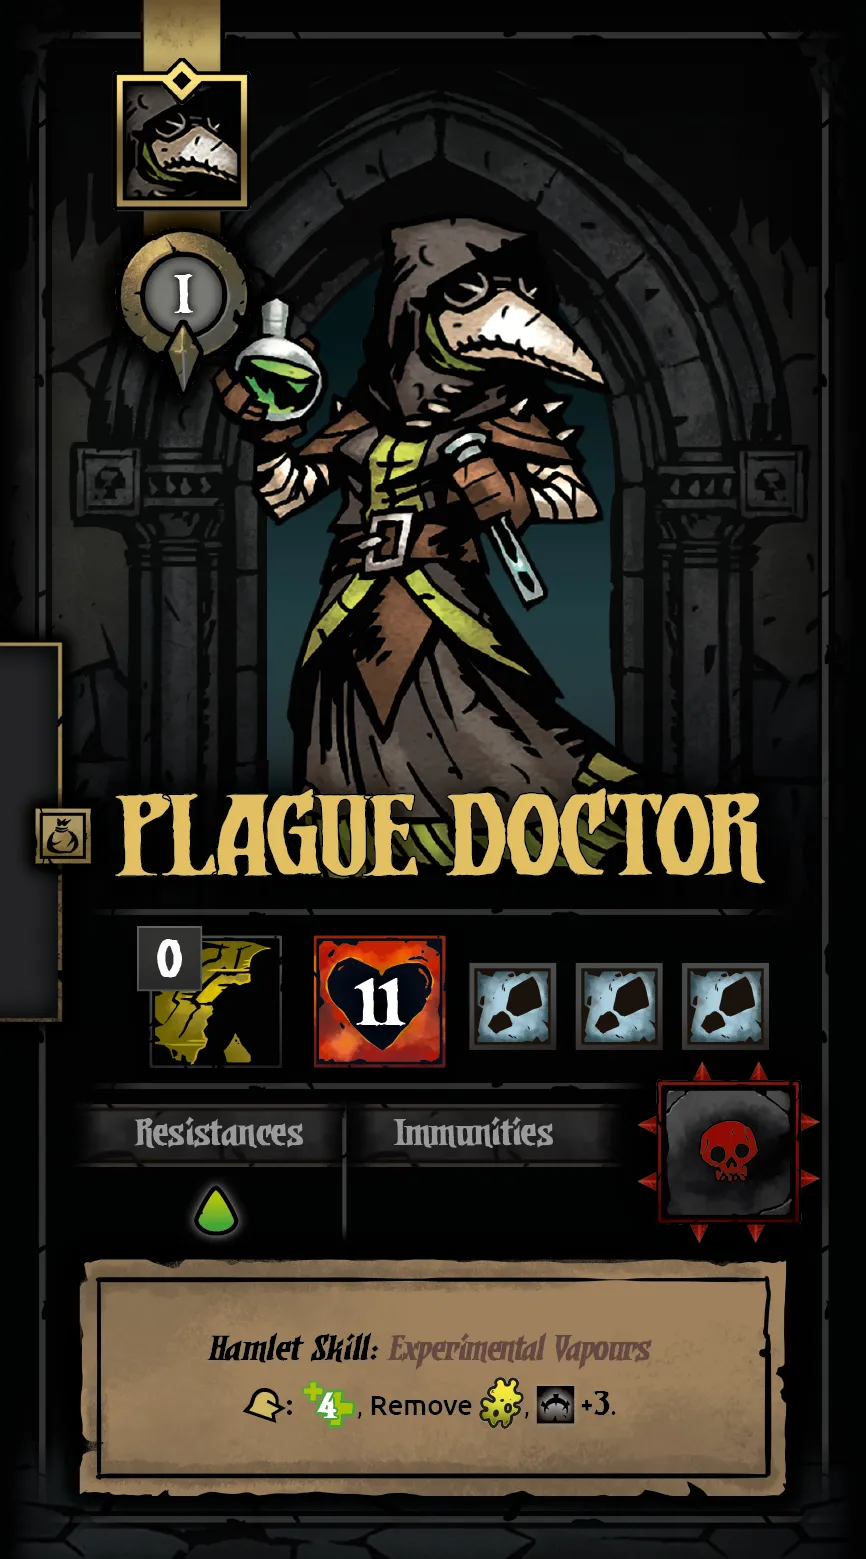 I
PLAGUE DOCTOR
0
11
Resistances
Immunities
Hamlet Skill: Experimental Vapours
: 4, Remove , +3.